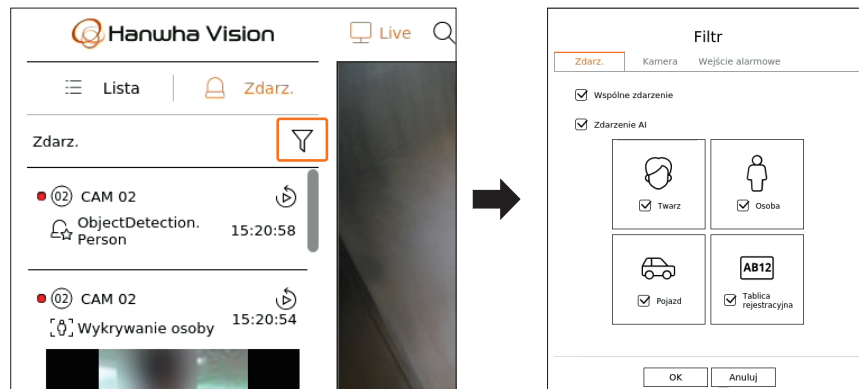 Hanwha Vision
Live
Lista
Zdarz.
Zdarz.
02 CAM 02
ObjectDetection.
Person
15:20:58
02 CAM 02
Wykrywanie osoby
15:20:54
Filtr
Zdarz.
Kamera
Wejście alarmowe
Wspólne zdarzenie
Zdarzenie AI
Twarz
Osoba
Pojazd
AB12
Tablica
rejestracyjna
OK
Anuluj